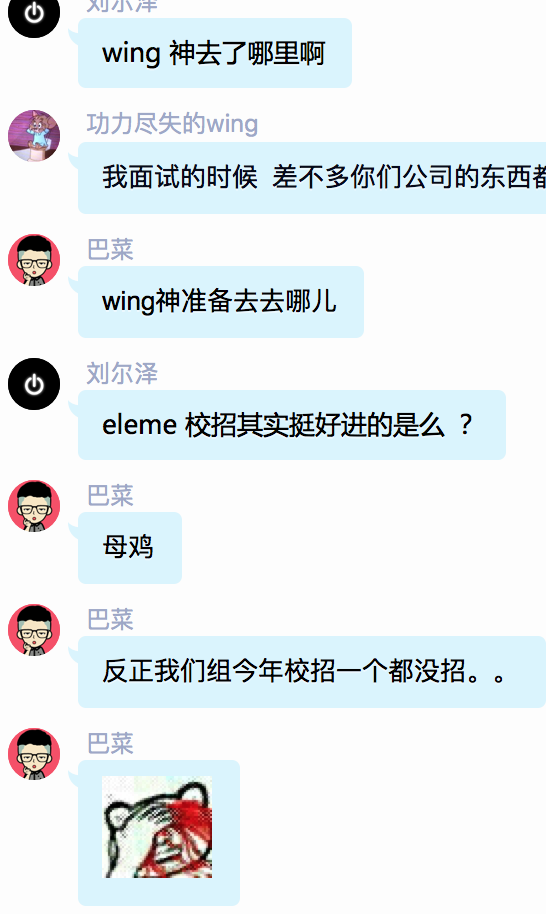 刘尔泽
wing 神去了哪里啊
功力尽失的wing
我面试的时候 差不多你们公司的东西都
巴菜
wing神准备去去哪儿
刘尔泽
eleme 校招其实挺好进的是么 ？
巴菜
母鸡
巴菜
反正我们组今年校招一个都没招。。
巴菜